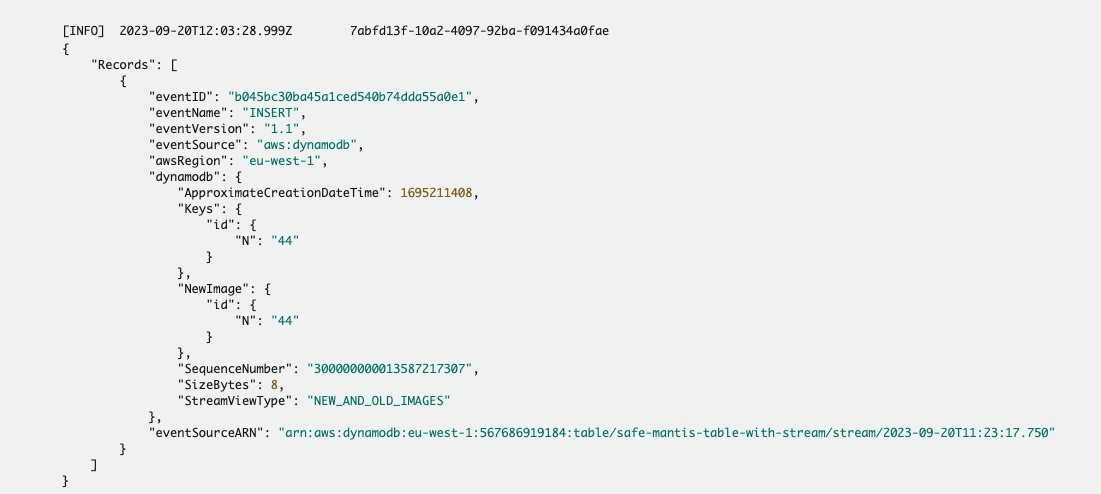 [INFO]  2023-09-20T12:03:28.999Z        7abfd13f-10a2-4097-92ba-f091434a0fae
{
    "Records": [
        {
            "eventID": "b045bc30ba45a1ced540b74dda55a0e1",
            "eventName": "INSERT",
            "eventVersion": "1.1",
            "eventSource": "aws:dynamodb",
            "awsRegion": "eu-west-1",
            "dynamodb": {
                "ApproximateCreationDateTime": 1695211408,
                "Keys": {
                    "id": {
                        "N": "44"
                    }
                },
                "NewImage": {
                    "id": {
                        "N": "44"
                    }
                },
                "SequenceNumber": "300000000013587217307",
                "SizeBytes": 8,
                "StreamViewType": "NEW_AND_OLD_IMAGES"
            },
            "eventSourceARN": "arn:aws:dynamodb:eu-west-1:567686919184:table/safe-mantis-table-with-stream/stream/2023-09-20T11:23:17.750"
        }
    ]
}